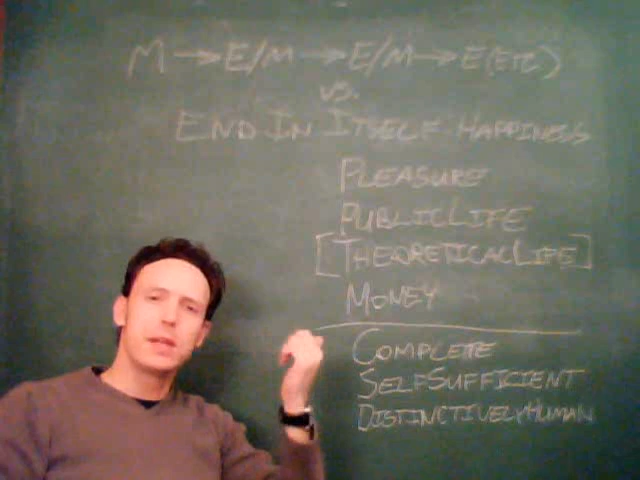 M → E/M → E/M → E (ETC)
VS.
END IN ITSELF HAPPINESS
PLEASURE
PUBLIC LIFE
[THEORETICAL LIFE]
MONEY
COMPLETE
SELF SUFFICIENT
DISTINCTIVELY HUMAN